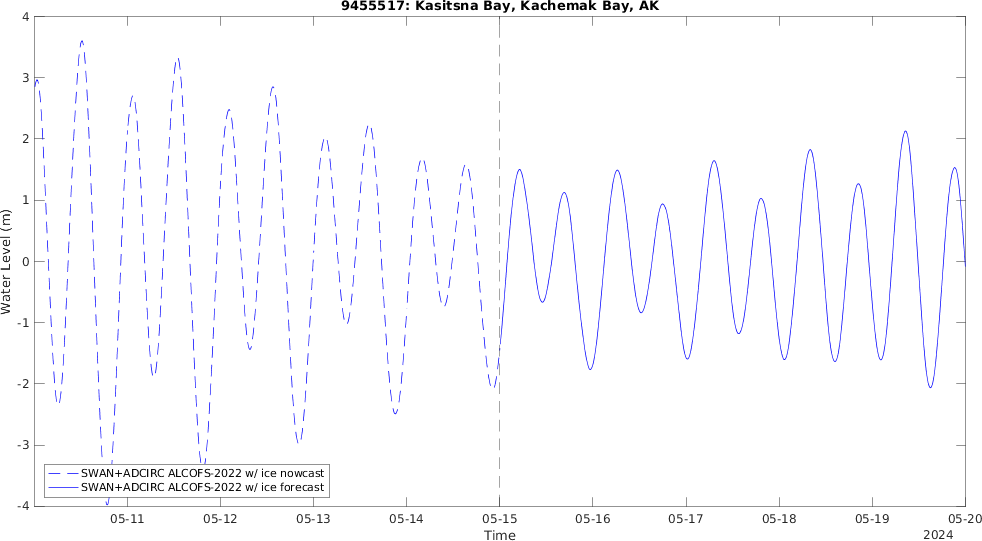 9455517: Kasitsna Bay, Kachemak Bay, AK
Water Level (m)
4
3
2
1
0
-1
-2
-3
-4
SWAN+ADCIRC ALCOFS-2022 w/ ice nowcast
SWAN+ADCIRC ALCOFS-2022 w/ ice forecast
05-11 05-12 05-13 05-14 05-15 05-16 05-17 05-18 05-19 05-20
Time
2024